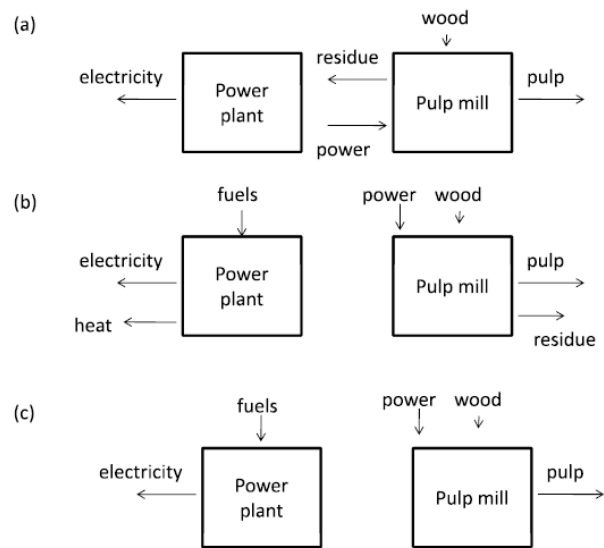 (a)
wood
electricity
residue
pulp
Power
plant
Pulp mill
power
(b)
fuels
power
wood
electricity
pulp
Power
plant
Pulp mill
heat
residue
(c)
fuels
power
wood
electricity
pulp
Power
plant
Pulp mill